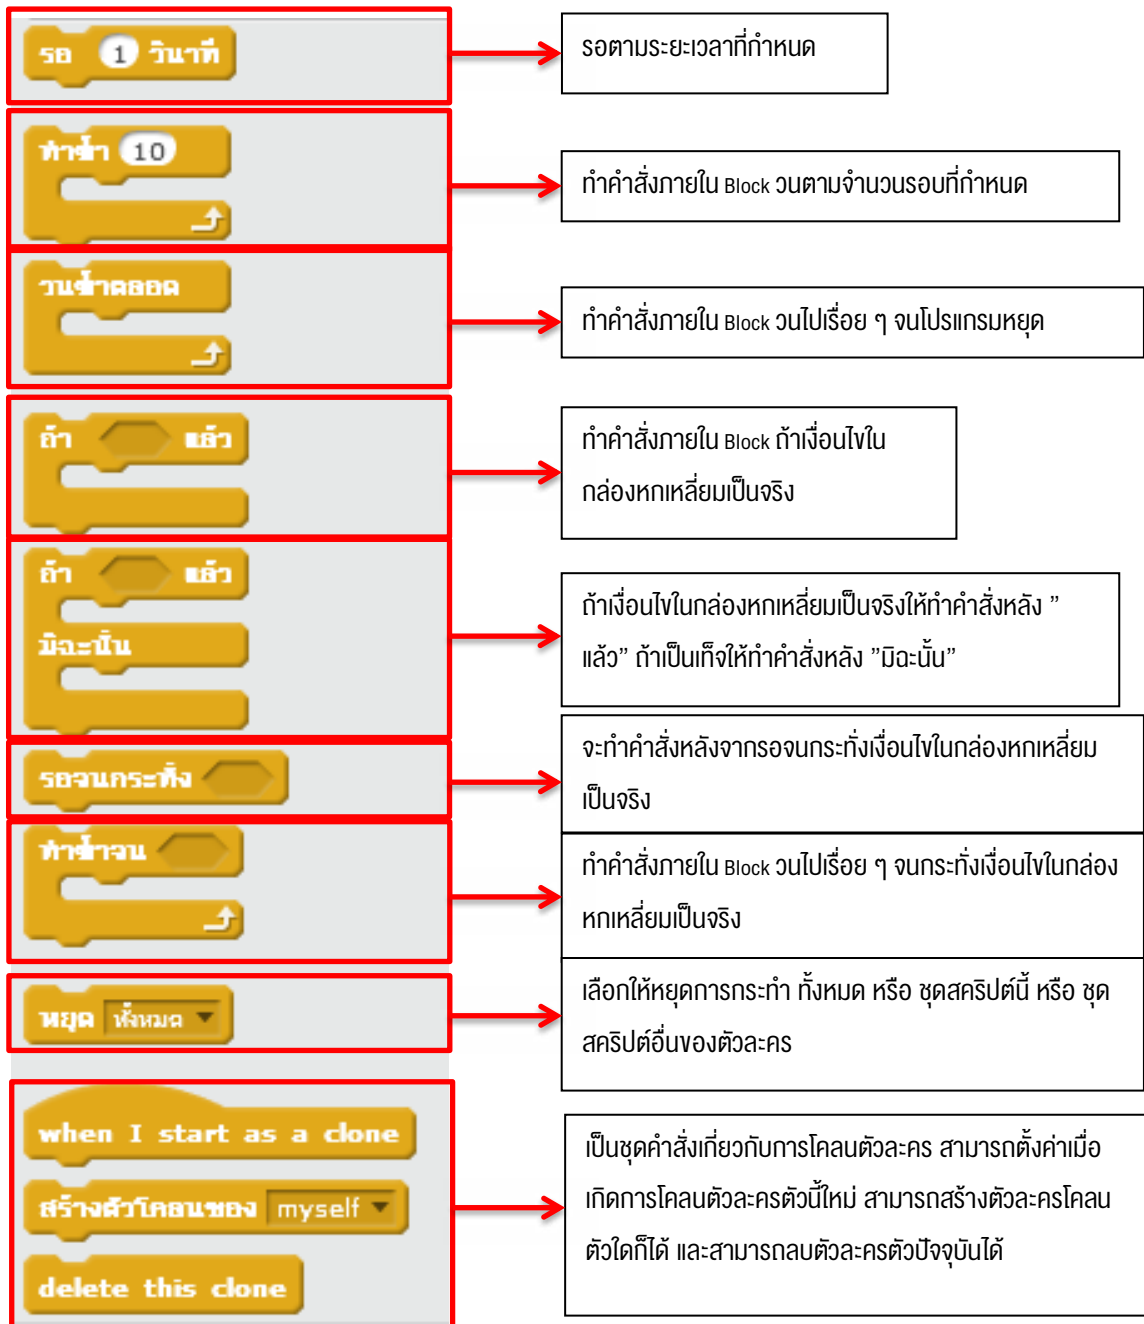 รอ 1 วินาที
รอตามระยะเวลาที่กำหนด
ทำซ้ำ 10
ทำคำสั่งภายใน Block วนตามจำนวนรอบที่กำหนด
วนซ้ำตลอด
ทำคำสั่งภายใน Block วนไปเรื่อย ๆ จนโปรแกรมหยุด
ถ้า แล้ว
ทำคำสั่งภายใน Block ถ้าเงื่อนไขใน
กล่องหกเหลี่ยมเป็นจริง
ถ้า แล้ว
มิฉะนั้น
ถ้าเงื่อนไขในกล่องหกเหลี่ยมเป็นจริงให้ทำคำสั่งหลัง ”
แล้ว” ถ้าเป็นเท็จให้ทำคำสั่งหลัง ”มิฉะนั้น”
รอจนกระทั่ง
จะทำคำสั่งหลังจากรอจนกระทั่งเงื่อนไขในกล่องหกเหลี่ยม
เป็นจริง
ทำซ้ำจน
ทำคำสั่งภายใน Block วนไปเรื่อย ๆ จนกระทั่งเงื่อนไขในกล่อง
หกเหลี่ยมเป็นจริง
หยุด ทั้งหมด
เลือกให้หยุดการกระทำ ทั้งหมด หรือ ชุดสคริปต์นี้ หรือ ชุด
สคริปต์อื่นของตัวละคร
when I start as a clone
สร้างตัวโคลนของ myself
delete this clone
เป็นชุดคำสั่งเกี่ยวกับการโคลนตัวละคร สามารถตั้งค่าเมื่อ
เกิดการโคลนตัวละครตัวนี้ใหม่ สามารถสร้างตัวละครโคลน
ตัวใดก็ได้ และสามารถลบตัวละครตัวปัจจุบันได้